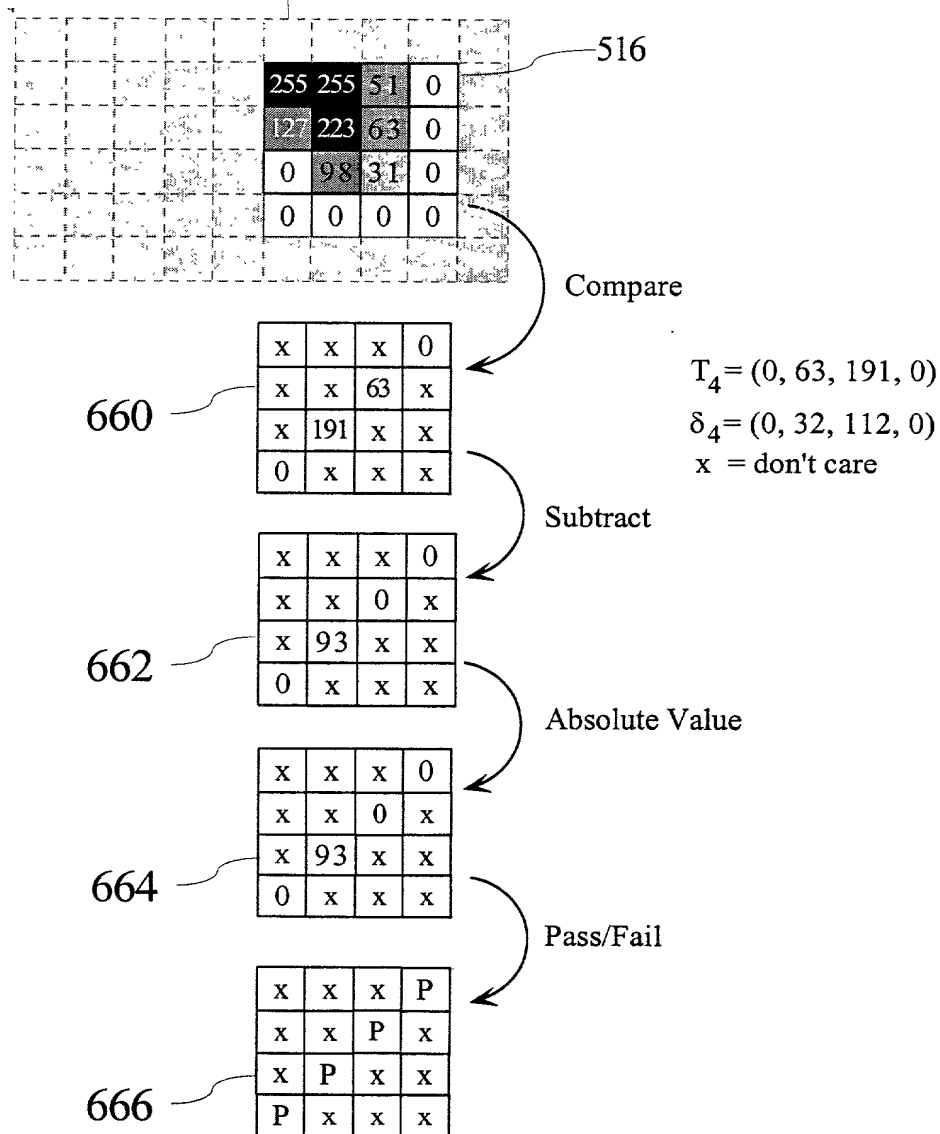 516
255 255 51 0
127 223 63 0
0 98 31 0
0 0 0 0
Compare
x x x 0
x x 63 x
x 191 x x
0 x x x
660
T4 = (0, 63, 191, 0)
δ4 = (0, 32, 112, 0)
x = don't care
Subtract
x x x 0
x x 0 x
x 93 x x
0 x x x
662
Absolute Value
x x x 0
x x 0 x
x 93 x x
0 x x x
664
Pass/Fail
x x x P
x x P x
x P x x
P x x x
666